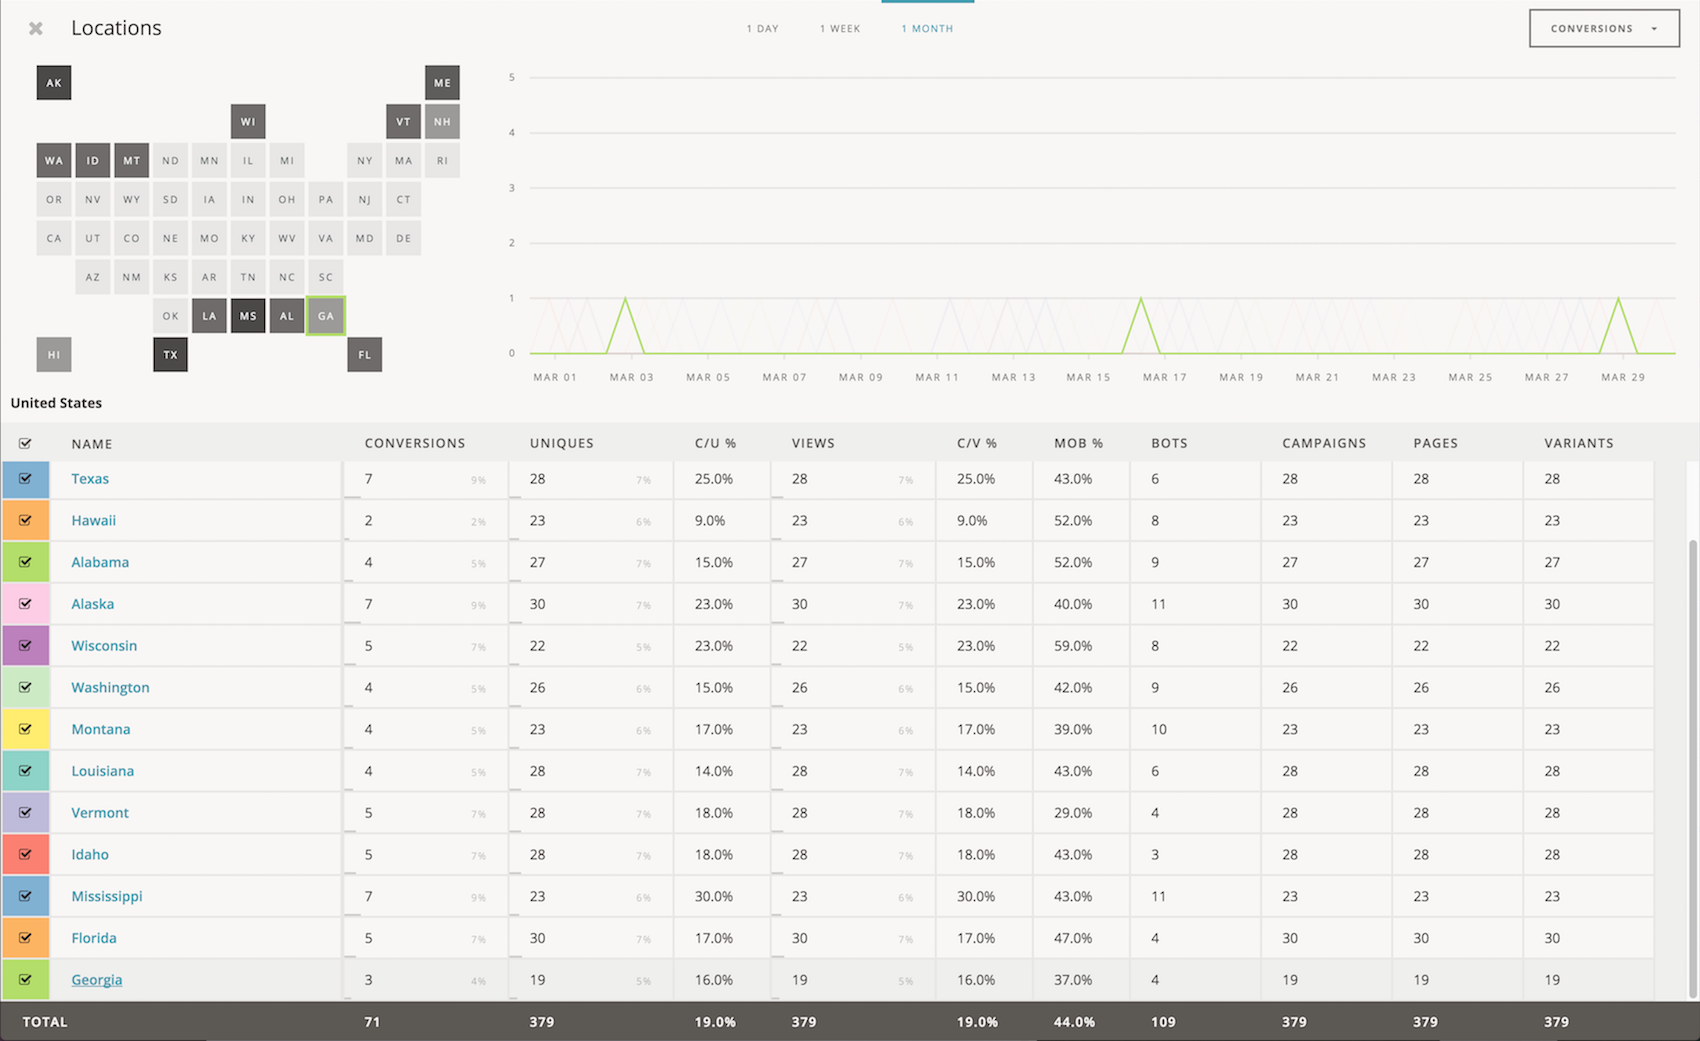 Locations
1 DAY 1 WEEK 1 MONTH
CONVERSIONS
AK ME
WI VT NH
WA ID MT ND MN IL MI NY MA RI
OR NV WY SD IA IN OH PA NJ CT
CA UT CO NE MO KY WV VA MD DE
AZ NM KS AR TN NC SC
OK LA MS AL GA
HI TX FL
5
4
3
2
1
0
MAR 01 MAR 03 MAR 05 MAR 07 MAR 09 MAR 11 MAR 13 MAR 15 MAR 17 MAR 19 MAR 21 MAR 23 MAR 25 MAR 27 MAR 29
United States
NAME CONVERSIONS UNIQUES C/U % VIEWS C/V % MOB % BOTS CAMPAIGNS PAGES VARIANTS
Texas 7 9% 28 7% 25.0% 28 7% 25.0% 43.0% 6 28 28 28
Hawaii 2 2% 23 6% 9.0% 23 6% 9.0% 52.0% 8 23 23 23
Alabama 4 5% 27 7% 15.0% 27 7% 15.0% 52.0% 9 27 27 27
Alaska 7 9% 30 7% 23.0% 30 7% 23.0% 40.0% 11 30 30 30
Wisconsin 5 7% 22 5% 23.0% 22 5% 23.0% 59.0% 8 22 22 22
Washington 4 5% 26 6% 15.0% 26 6% 15.0% 42.0% 9 26 26 26
Montana 4 5% 23 6% 17.0% 23 6% 17.0% 39.0% 10 23 23 23
Louisiana 4 5% 28 7% 14.0% 28 7% 14.0% 43.0% 6 28 28 28
Vermont 5 7% 28 7% 18.0% 28 7% 18.0% 29.0% 4 28 28 28
Idaho 5 7% 28 7% 18.0% 28 7% 18.0% 43.0% 3 28 28 28
Mississippi 7 9% 23 6% 30.0% 23 6% 30.0% 43.0% 11 23 23 23
Florida 5 7% 30 7% 17.0% 30 7% 17.0% 47.0% 4 30 30 30
Georgia 3 4% 19 5% 16.0% 19 5% 16.0% 37.0% 4 19 19 19
TOTAL 71 379 19.0% 379 19.0% 44.0% 109 379 379 379